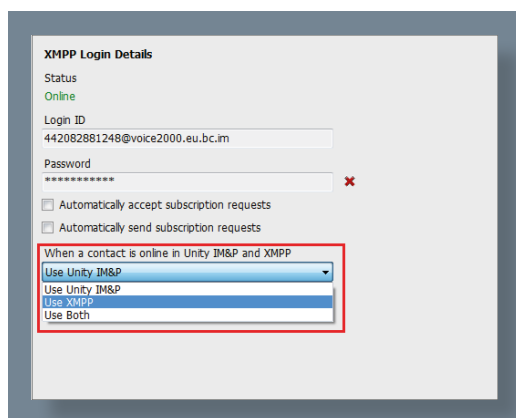 XMPP Login Details
Status
Online
Login ID
442082881248@voice2000.eu.bc.im
Password
***********
Automatically accept subscription requests
Automatically send subscription requests
When a contact is online in Unity IM&P and XMPP
Use Unity IM&P
Use Unity IM&P
Use XMPP
Use Both